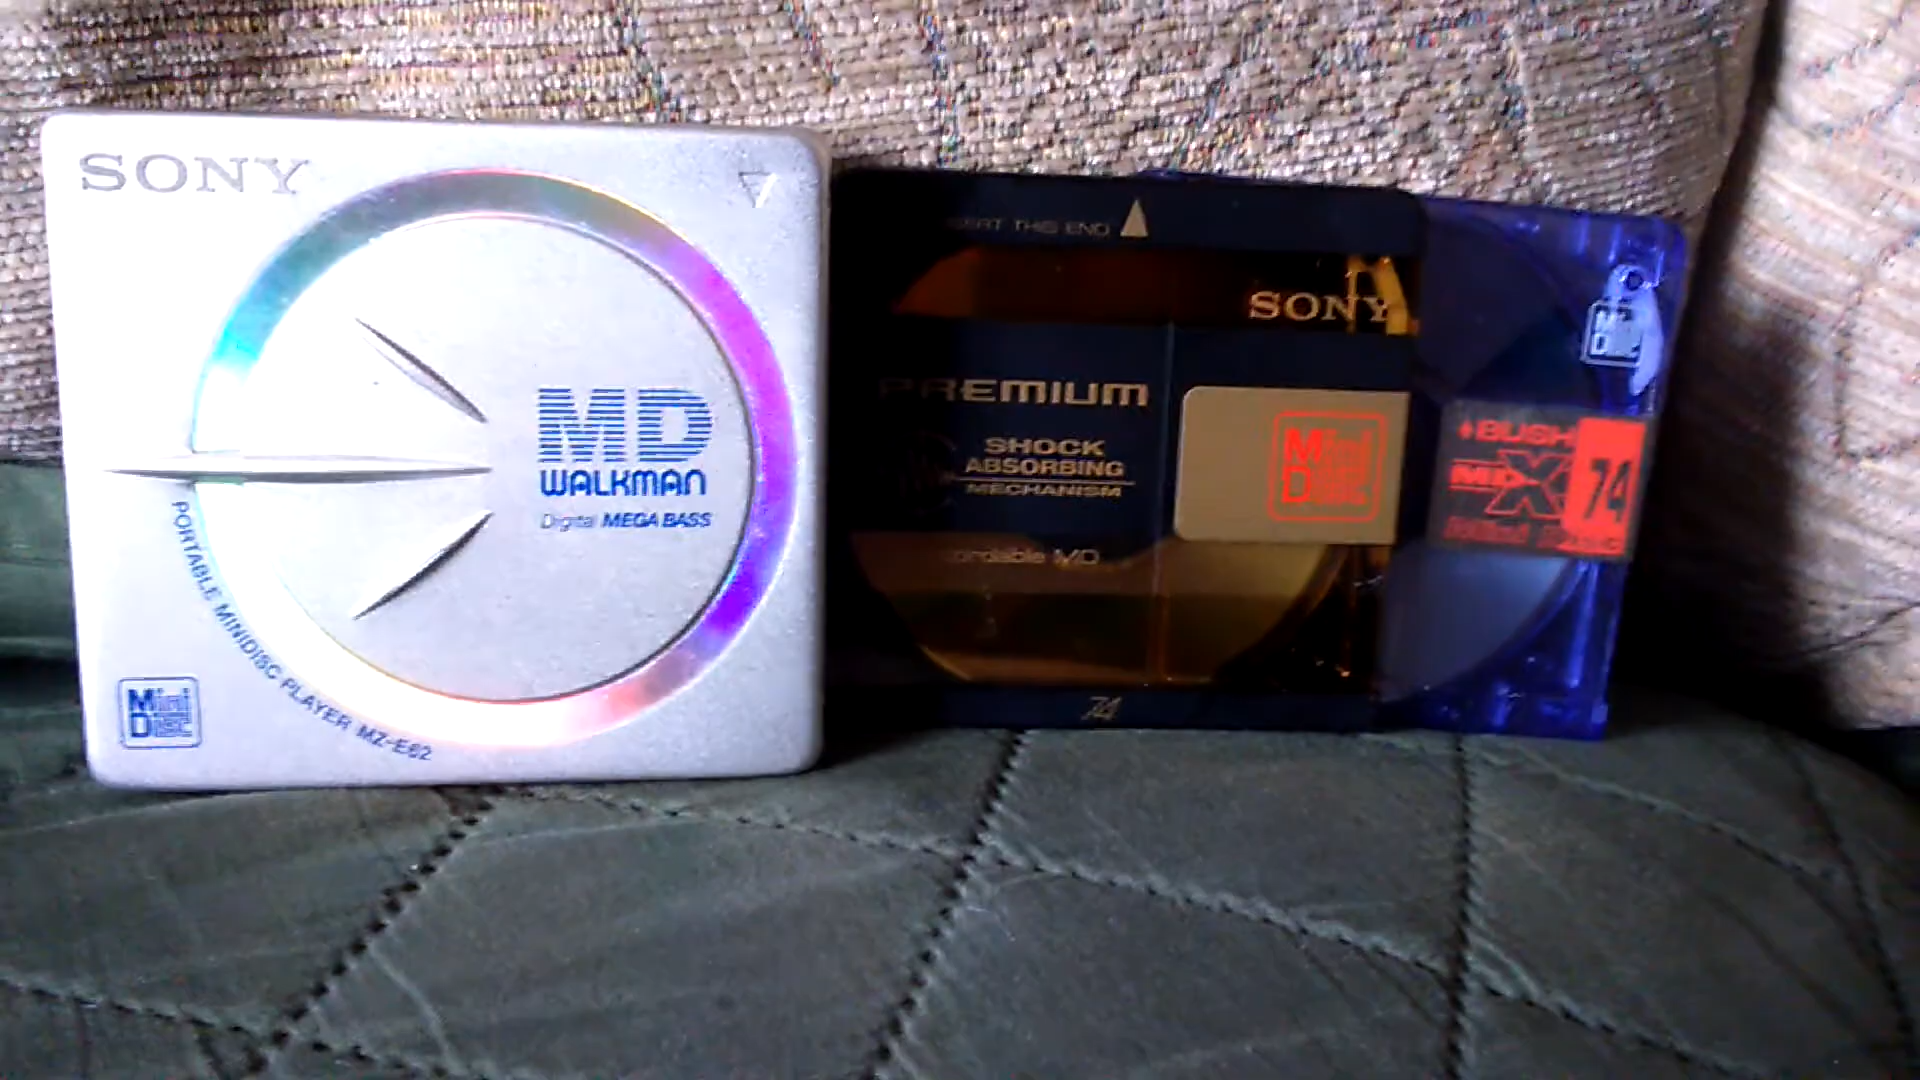 SONY
MD
WALKMAN
Digital MEGA BASS
PORTABLE MINIDISC PLAYER MZ-E62
Mini
Disc
THIS END
SONY
PREMIUM
SHOCK
ABSORBING
MECHANISM
MD
Mini
Disc
74
BUSH
74